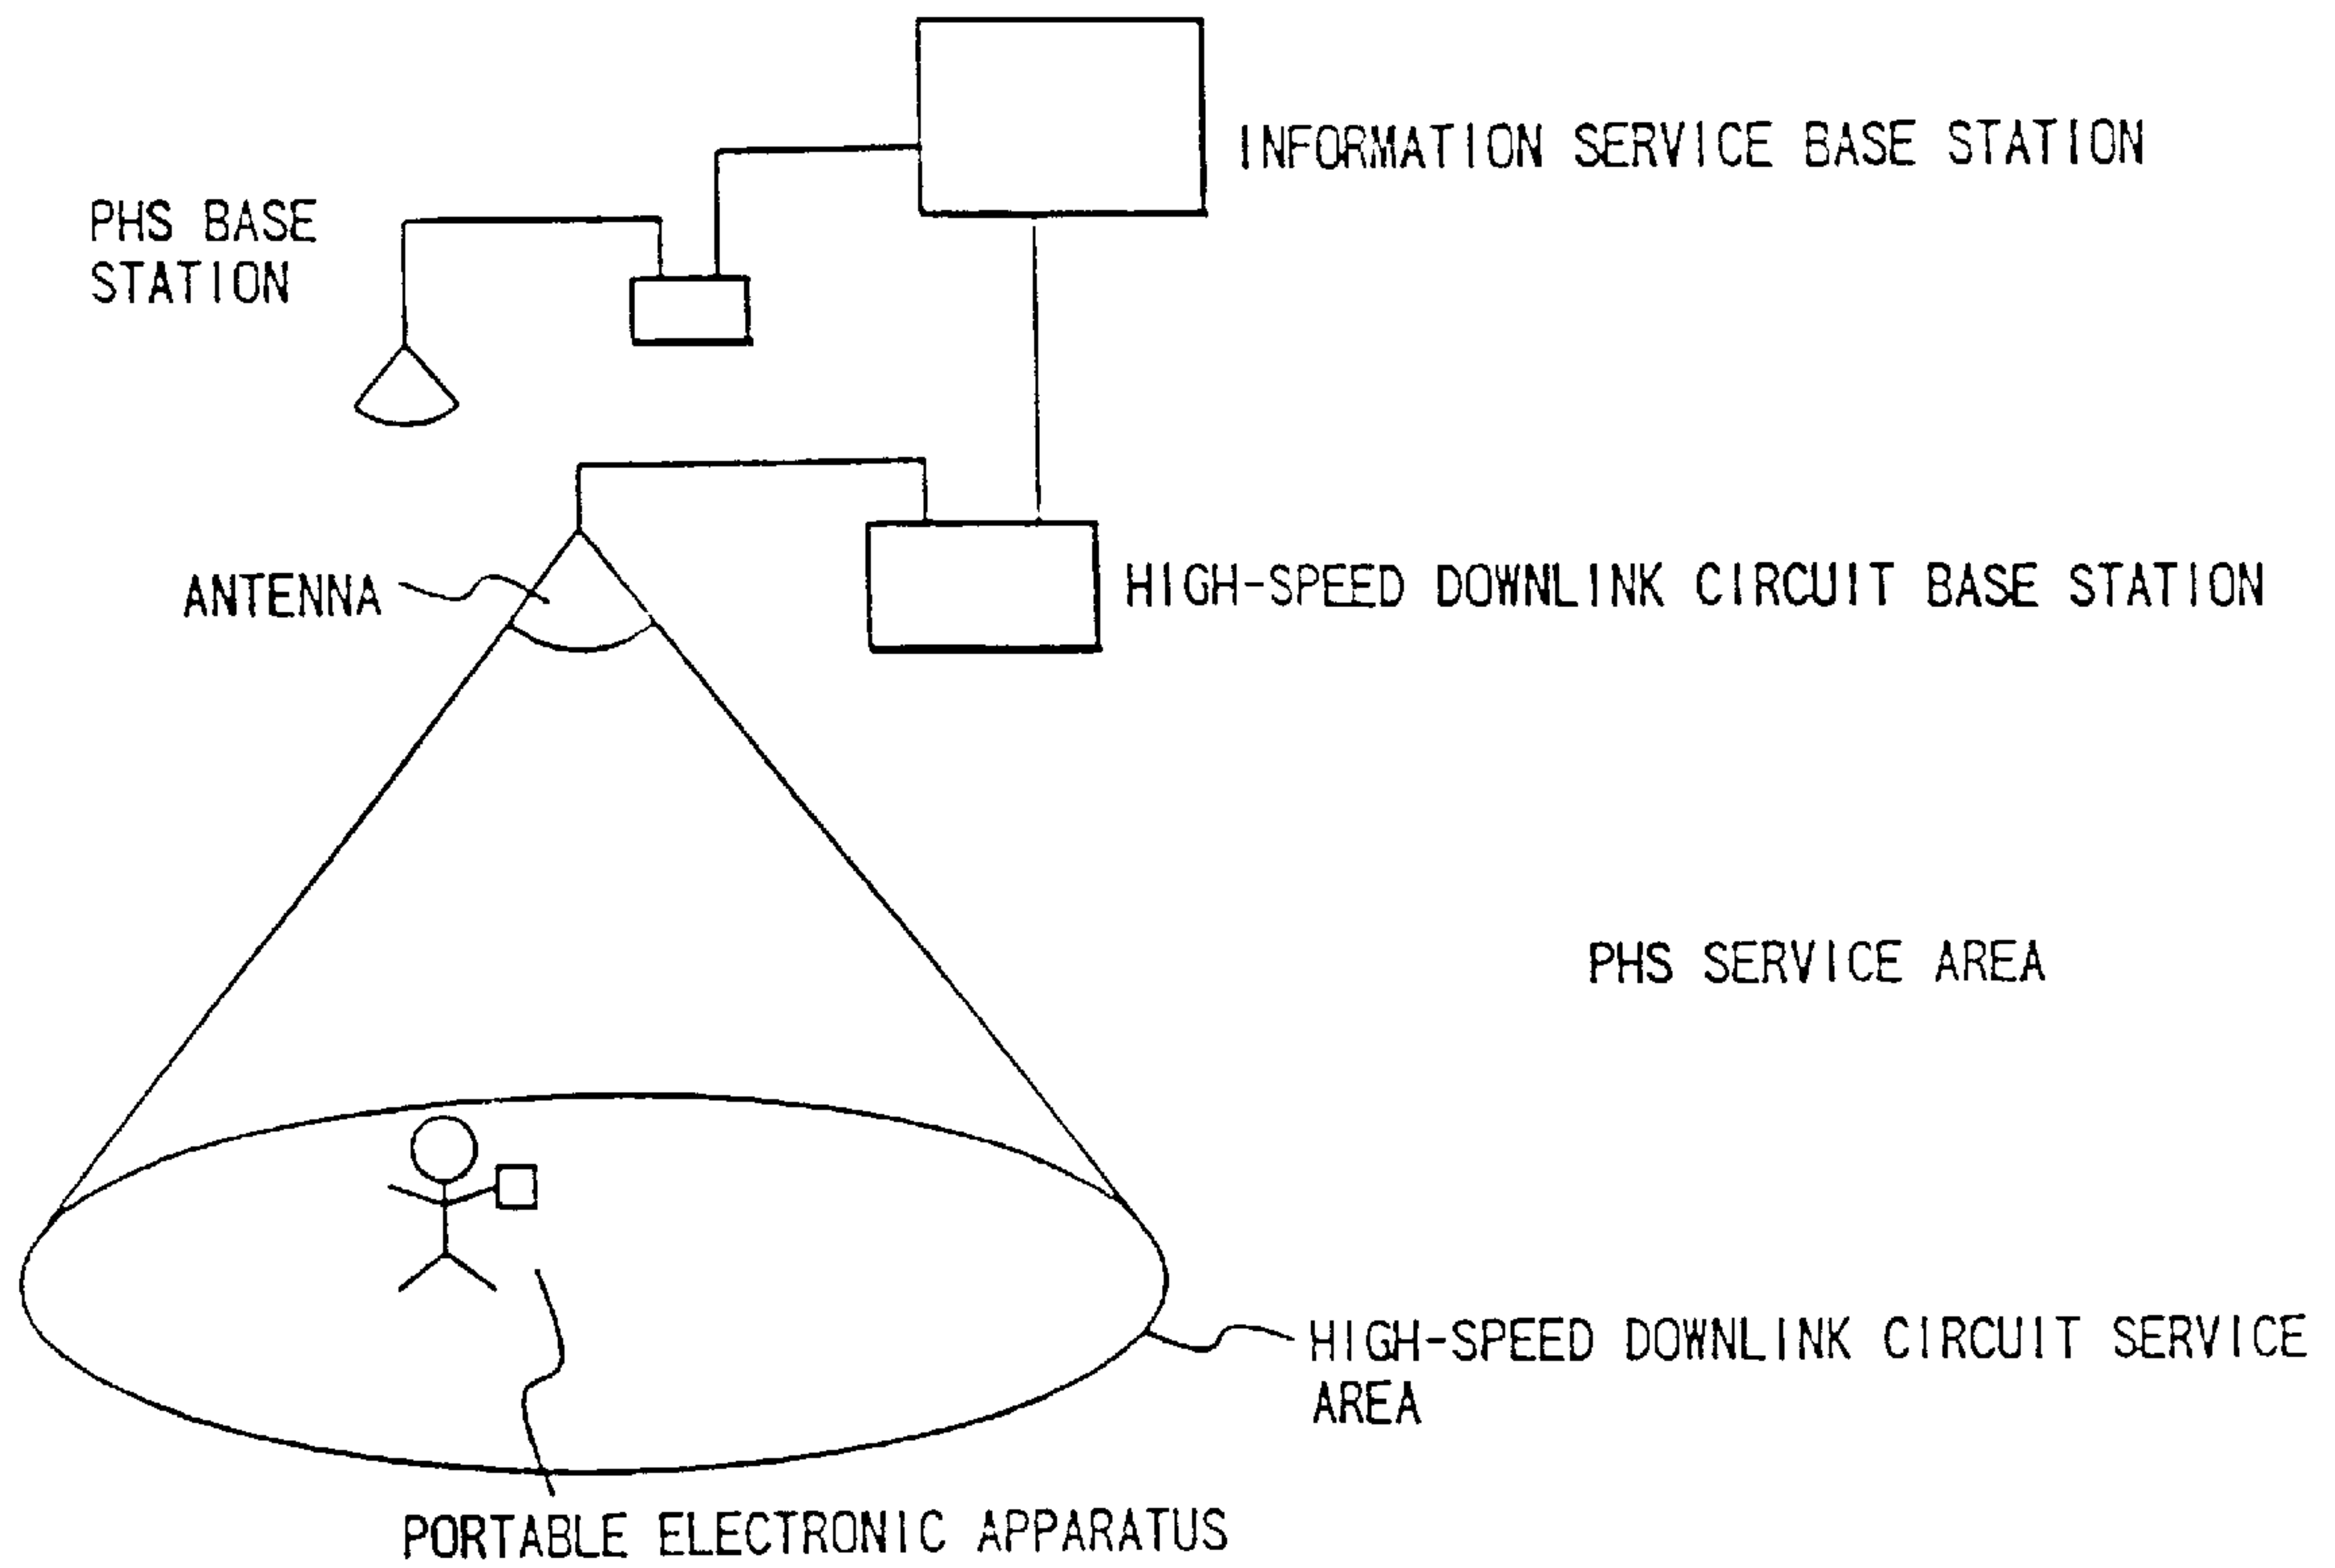 INFORMATION SERVICE BASE STATION
PHS BASE
STATION
ANTENNA
HIGH-SPEED DOWNLINK CIRCUIT BASE STATION
PHS SERVICE AREA
HIGH-SPEED DOWNLINK CIRCUIT SERVICE
AREA
PORTABLE ELECTRONIC APPARATUS